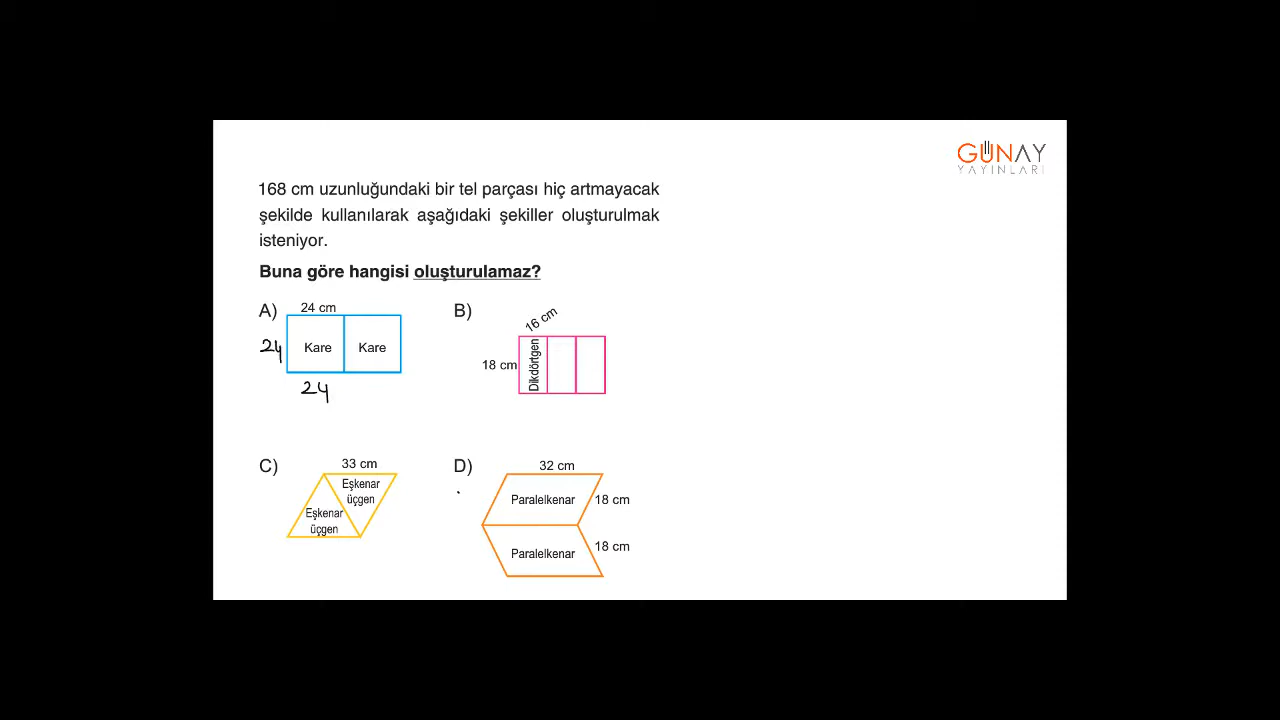 GÜNAY
YAYINLARI
168 cm uzunluğundaki bir tel parçası hiç artmayacak
şekilde kullanılarak aşağıdaki şekiller oluşturulmak
isteniyor.
Buna göre hangisi oluşturulamaz?
A)
24 cm
24
Kare
Kare
24
B)
16 cm
18 cm
Dikdörtgen
C)
33 cm
Eşkenar
üçgen
Eşkenar
üçgen
D)
32 cm
Paralelkenar
18 cm
Paralelkenar
18 cm